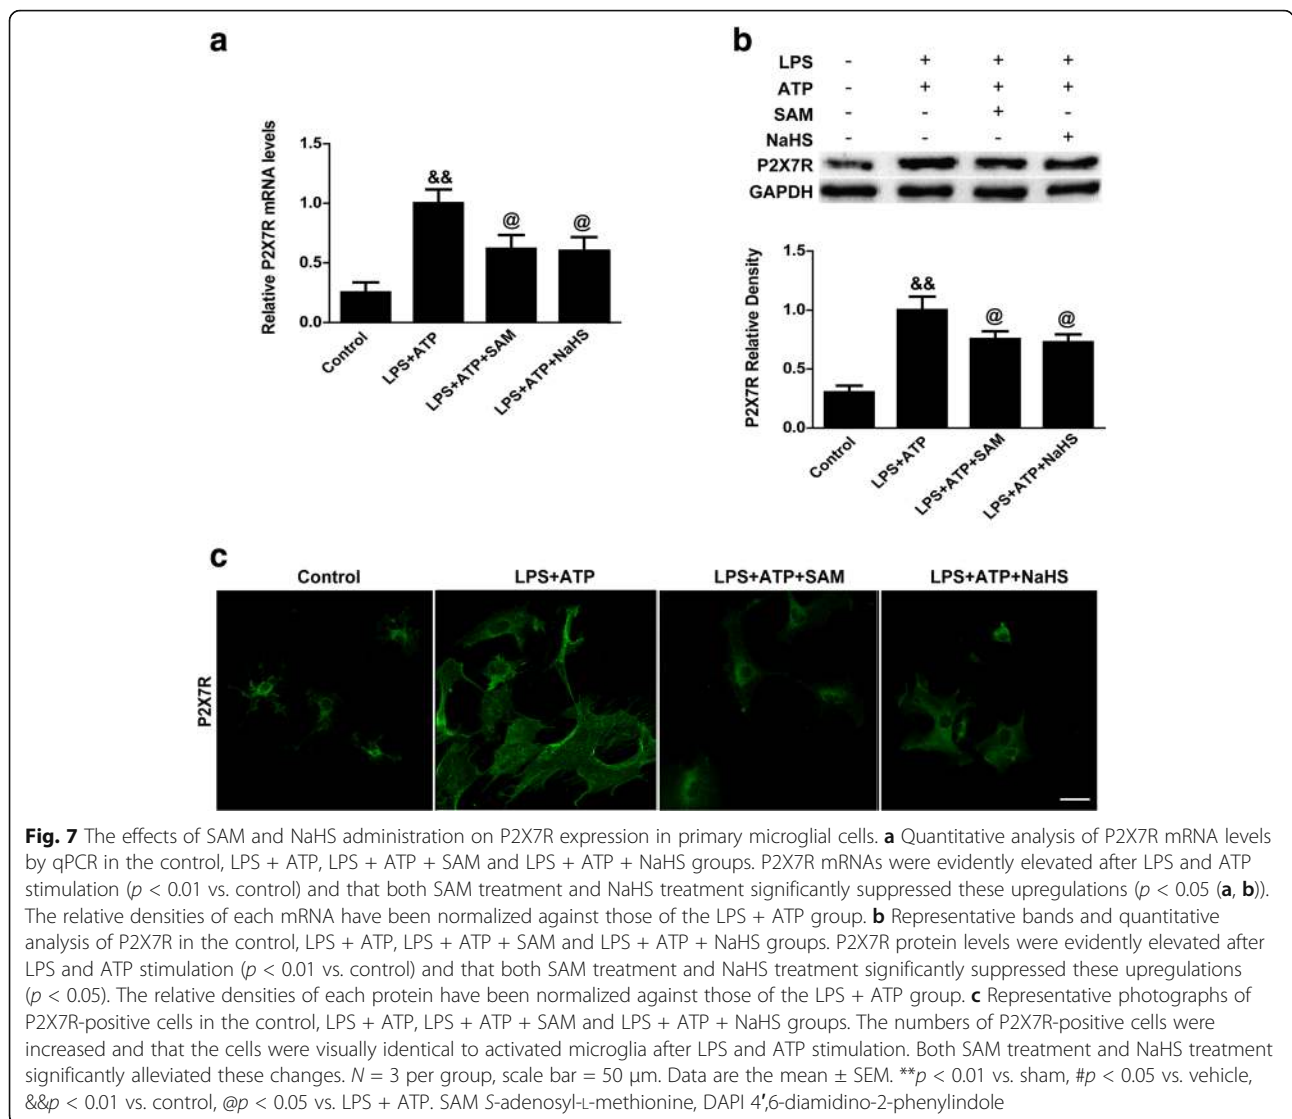 a
Relative P2X7R mRNA levels
1.5
1.0
0.5
0.0
&&
@
@
Control
LPS+ATP
LPS+ATP+SAM
LPS+ATP+NaHS
b
LPS - + + +
ATP - + + +
SAM - - + -
NaHS - - - +
P2X7R
GAPDH
P2X7R Relative Density
1.5
1.0
0.5
0.0
&&
@
@
Control
LPS+ATP
LPS+ATP+SAM
LPS+ATP+NaHS
c
Control LPS+ATP LPS+ATP+SAM LPS+ATP+NaHS
P2X7R
Fig. 7 The effects of SAM and NaHS administration on P2X7R expression in primary microglial cells. a Quantitative analysis of P2X7R mRNA levels
by qPCR in the control, LPS + ATP, LPS + ATP + SAM and LPS + ATP + NaHS groups. P2X7R mRNAs were evidently elevated after LPS and ATP
stimulation (p < 0.01 vs. control) and that both SAM treatment and NaHS treatment significantly suppressed these upregulations (p < 0.05 (a, b)).
The relative densities of each mRNA have been normalized against those of the LPS + ATP group. b Representative bands and quantitative
analysis of P2X7R in the control, LPS + ATP, LPS + ATP + SAM and LPS + ATP + NaHS groups. P2X7R protein levels were evidently elevated after
LPS and ATP stimulation (p < 0.01 vs. control) and that both SAM treatment and NaHS treatment significantly suppressed these upregulations
(p < 0.05). The relative densities of each protein have been normalized against those of the LPS + ATP group. c Representative photographs of
P2X7R-positive cells in the control, LPS + ATP, LPS + ATP + SAM and LPS + ATP + NaHS groups. The numbers of P2X7R-positive cells were
increased and that the cells were visually identical to activated microglia after LPS and ATP stimulation. Both SAM treatment and NaHS treatment
significantly alleviated these changes. N = 3 per group, scale bar = 50 μm. Data are the mean ± SEM. **p < 0.01 vs. sham, #p < 0.05 vs. vehicle,
&&p < 0.01 vs. control, @p < 0.05 vs. LPS + ATP. SAM S-adenosyl-L-methionine, DAPI 4′,6-diamidino-2-phenylindole